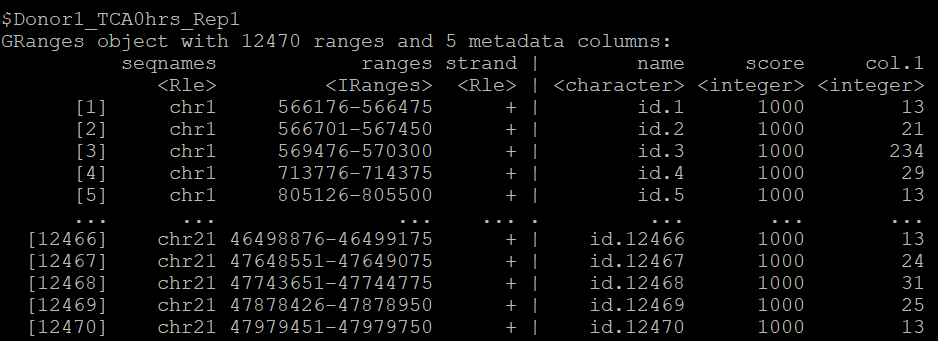 $Donor1_TCA0hrs_Rep1
GRanges object with 12470 ranges and 5 metadata columns:
seqnames ranges strand | name score col.1
<Rle> <IRanges> <Rle> | <character> <integer> <integer>
[1] chr1 566176-566475 + | id.1 1000 13
[2] chr1 566701-567450 + | id.2 1000 21
[3] chr1 569476-570300 + | id.3 1000 234
[4] chr1 713776-714375 + | id.4 1000 29
[5] chr1 805126-805500 + | id.5 1000 13
... ... ... ... . ... ... ...
[12466] chr21 46498876-46499175 + | id.12466 1000 13
[12467] chr21 47648551-47649075 + | id.12467 1000 24
[12468] chr21 47743651-47744775 + | id.12468 1000 31
[12469] chr21 47878426-47878950 + | id.12469 1000 25
[12470] chr21 47979451-47979750 + | id.12470 1000 13